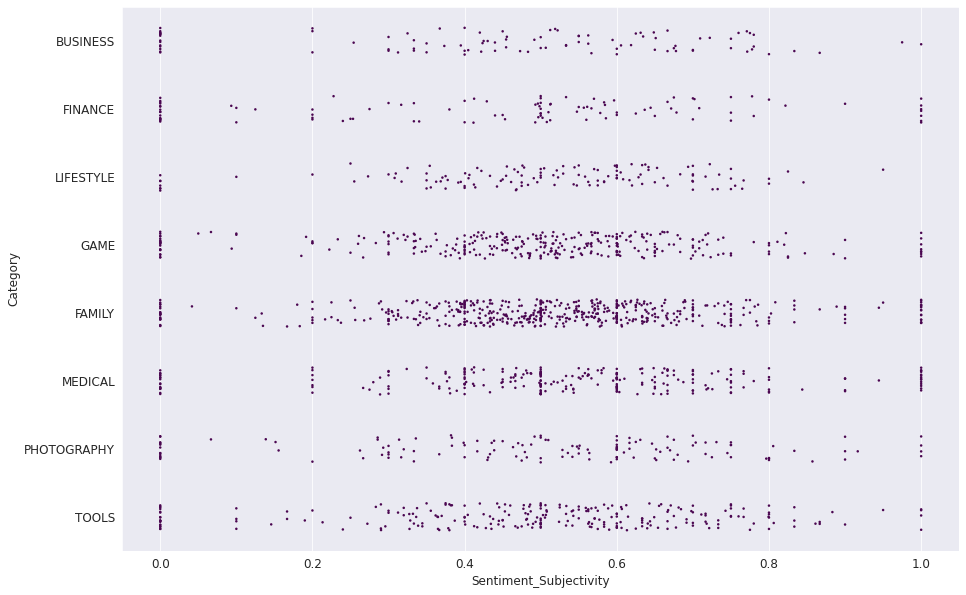 BUSINESS
FINANCE
LIFESTYLE
GAME
FAMILY
MEDICAL
PHOTOGRAPHY
TOOLS
Category
0.0 0.2 0.4 0.6 0.8 1.0
Sentiment_Subjectivity